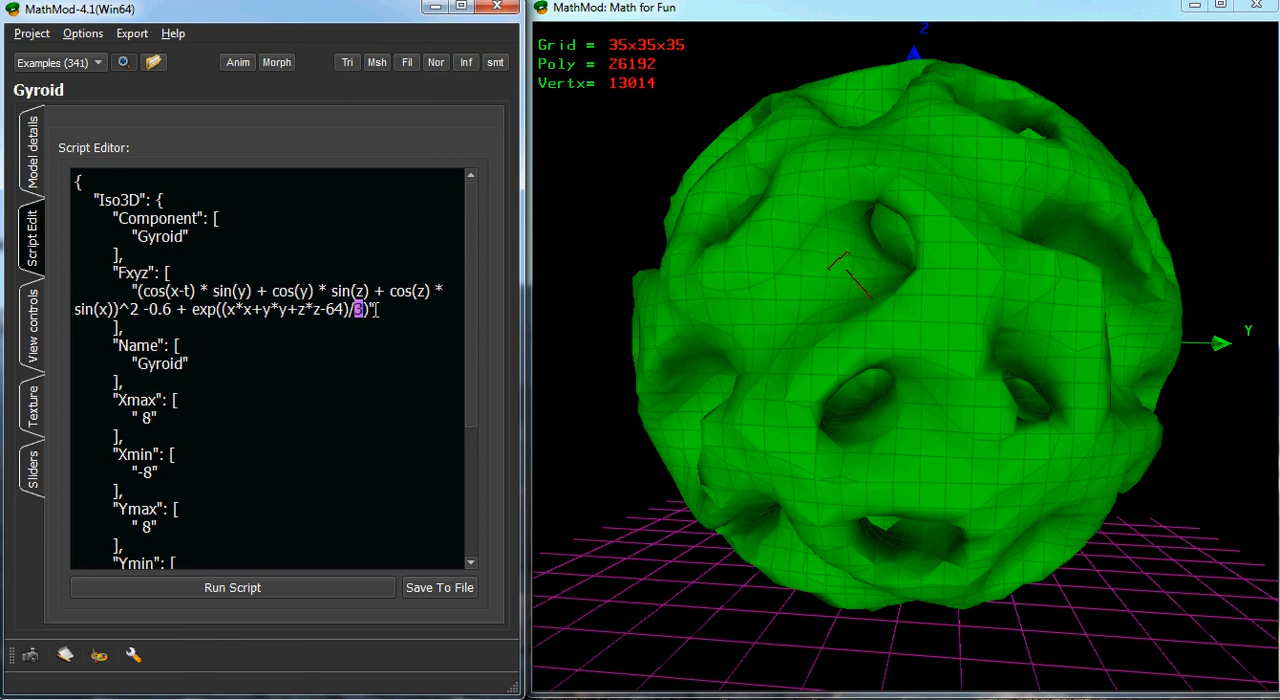 MathMod-4.1(Win64)
Project Options Export Help
Examples (341) Anim Morph Tri Msh Fil Nor Inf smt
Gyroid
Model details
Script Edit
View controls
Texture
Sliders
Script Editor:
{
"Iso3D": {
"Component": [
"Gyroid"
],
"Fxyz": [
"(cos(x-t) * sin(y) + cos(y) * sin(z) + cos(z) *
sin(x))^2 -0.6 + exp((x*x+y*y+z*z-64)/3)"
],
"Name": [
"Gyroid"
],
"Xmax": [
" 8"
],
"Xmin": [
"-8"
],
"Ymax": [
" 8"
],
"Ymin": [
Run Script Save To File
MathMod: Math for Fun
Grid = 35x35x35
Poly = 26192
Vertx= 13014
Z
Y